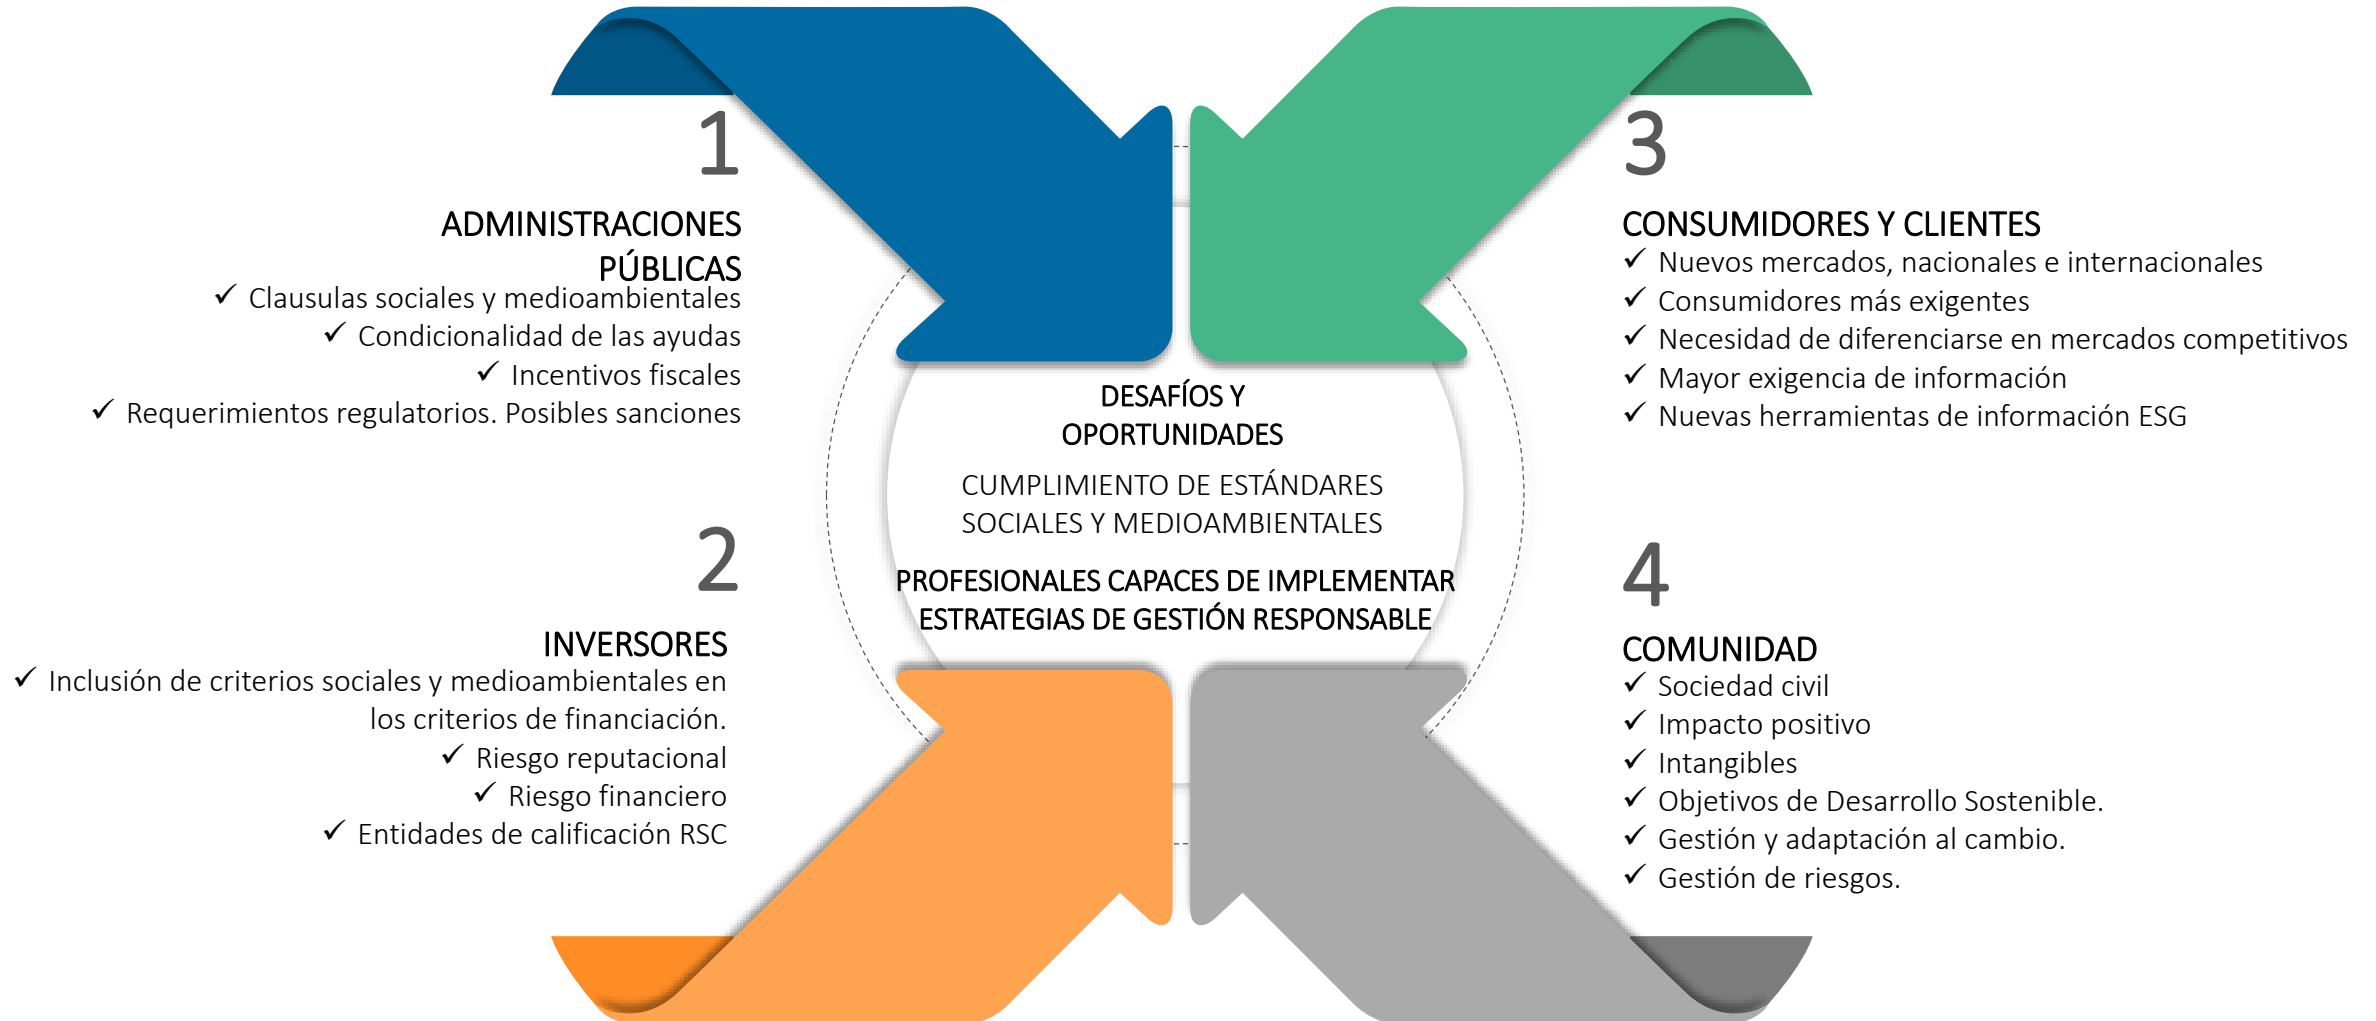 1
ADMINISTRACIONES
PÚBLICAS
✓ Clausulas sociales y medioambientales
✓ Condicionalidad de las ayudas
✓ Incentivos fiscales
✓ Requerimientos regulatorios. Posibles sanciones
2
INVERSORES
✓ Inclusión de criterios sociales y medioambientales en
los criterios de financiación.
✓ Riesgo reputacional
✓ Riesgo financiero
✓ Entidades de calificación RSC
DESAFÍOS Y
OPORTUNIDADES
CUMPLIMIENTO DE ESTÁNDARES
SOCIALES Y MEDIOAMBIENTALES
PROFESIONALES CAPACES DE IMPLEMENTAR
ESTRATEGIAS DE GESTIÓN RESPONSABLE
3
CONSUMIDORES Y CLIENTES
✓ Nuevos mercados, nacionales e internacionales
✓ Consumidores más exigentes
✓ Necesidad de diferenciarse en mercados competitivos
✓ Mayor exigencia de información
✓ Nuevas herramientas de información ESG
4
COMUNIDAD
✓ Sociedad civil
✓ Impacto positivo
✓ Intangibles
✓ Objetivos de Desarrollo Sostenible.
✓ Gestión y adaptación al cambio.
✓ Gestión de riesgos.